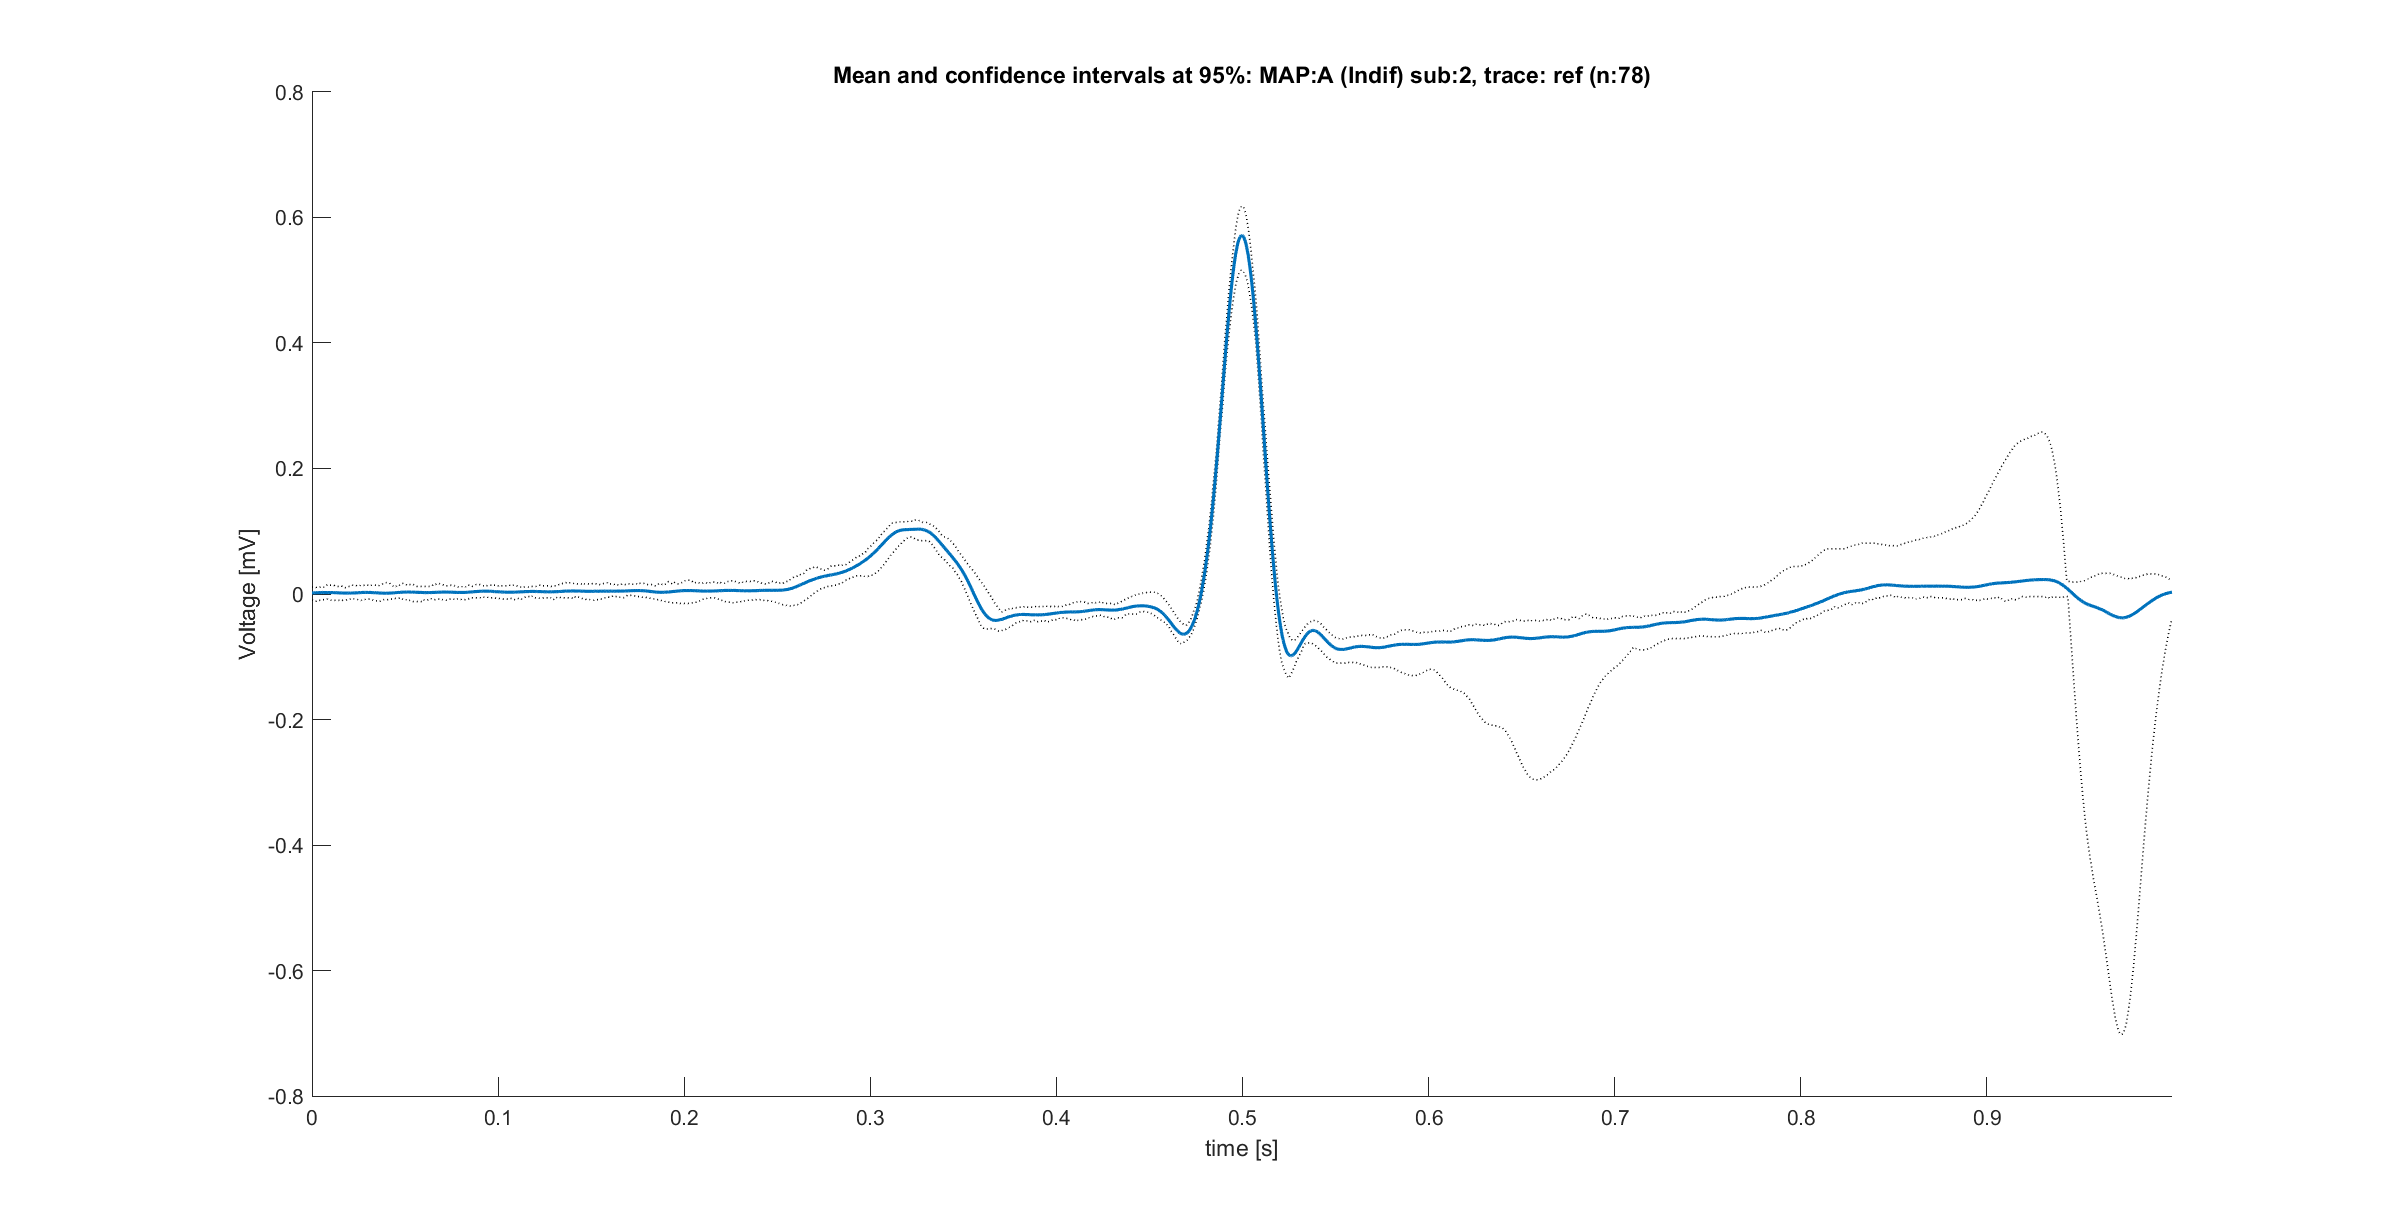 Mean and confidence intervals at 95%: MAP:A (Indif) sub:2, trace: ref (n:78)
0.8
0.6
0.4
0.2
0
-0.2
-0.4
-0.6
-0.8
Voltage [mV]
0 0.1 0.2 0.3 0.4 0.5 0.6 0.7 0.8 0.9
time [s]